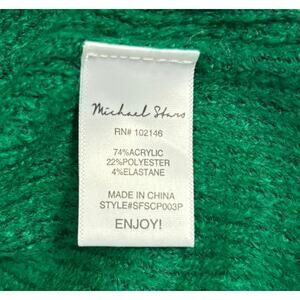 Michael Stars
RN# 102146
74%ACRYLIC
22%POLYESTER
4%ELASTANE
MADE IN CHINA
STYLE#SFSCP003P
ENJOY!